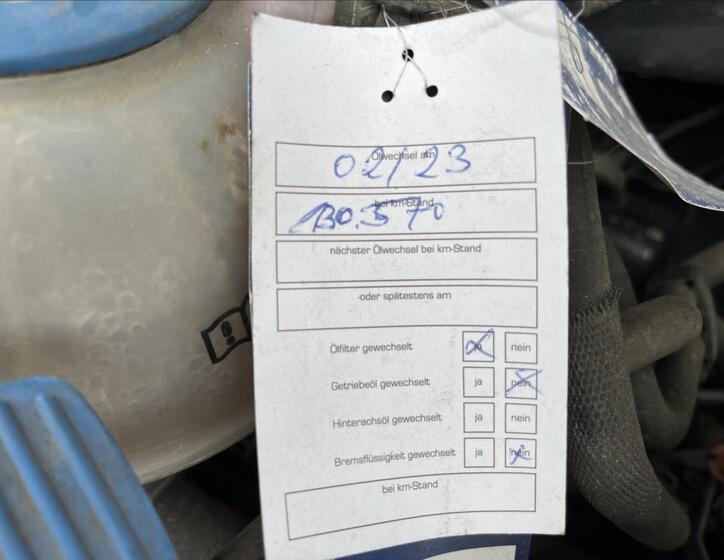 Ölwechsel am
02/23
bei km-Stand
130.370
nächster Ölwechsel bei km-Stand
oder spätestens am
Ölfilter gewechselt ja nein
Getriebeöl gewechselt ja nein
Hinterachsöl gewechselt ja nein
Bremsflüssigkeit gewechselt ja nein
bei km-Stand